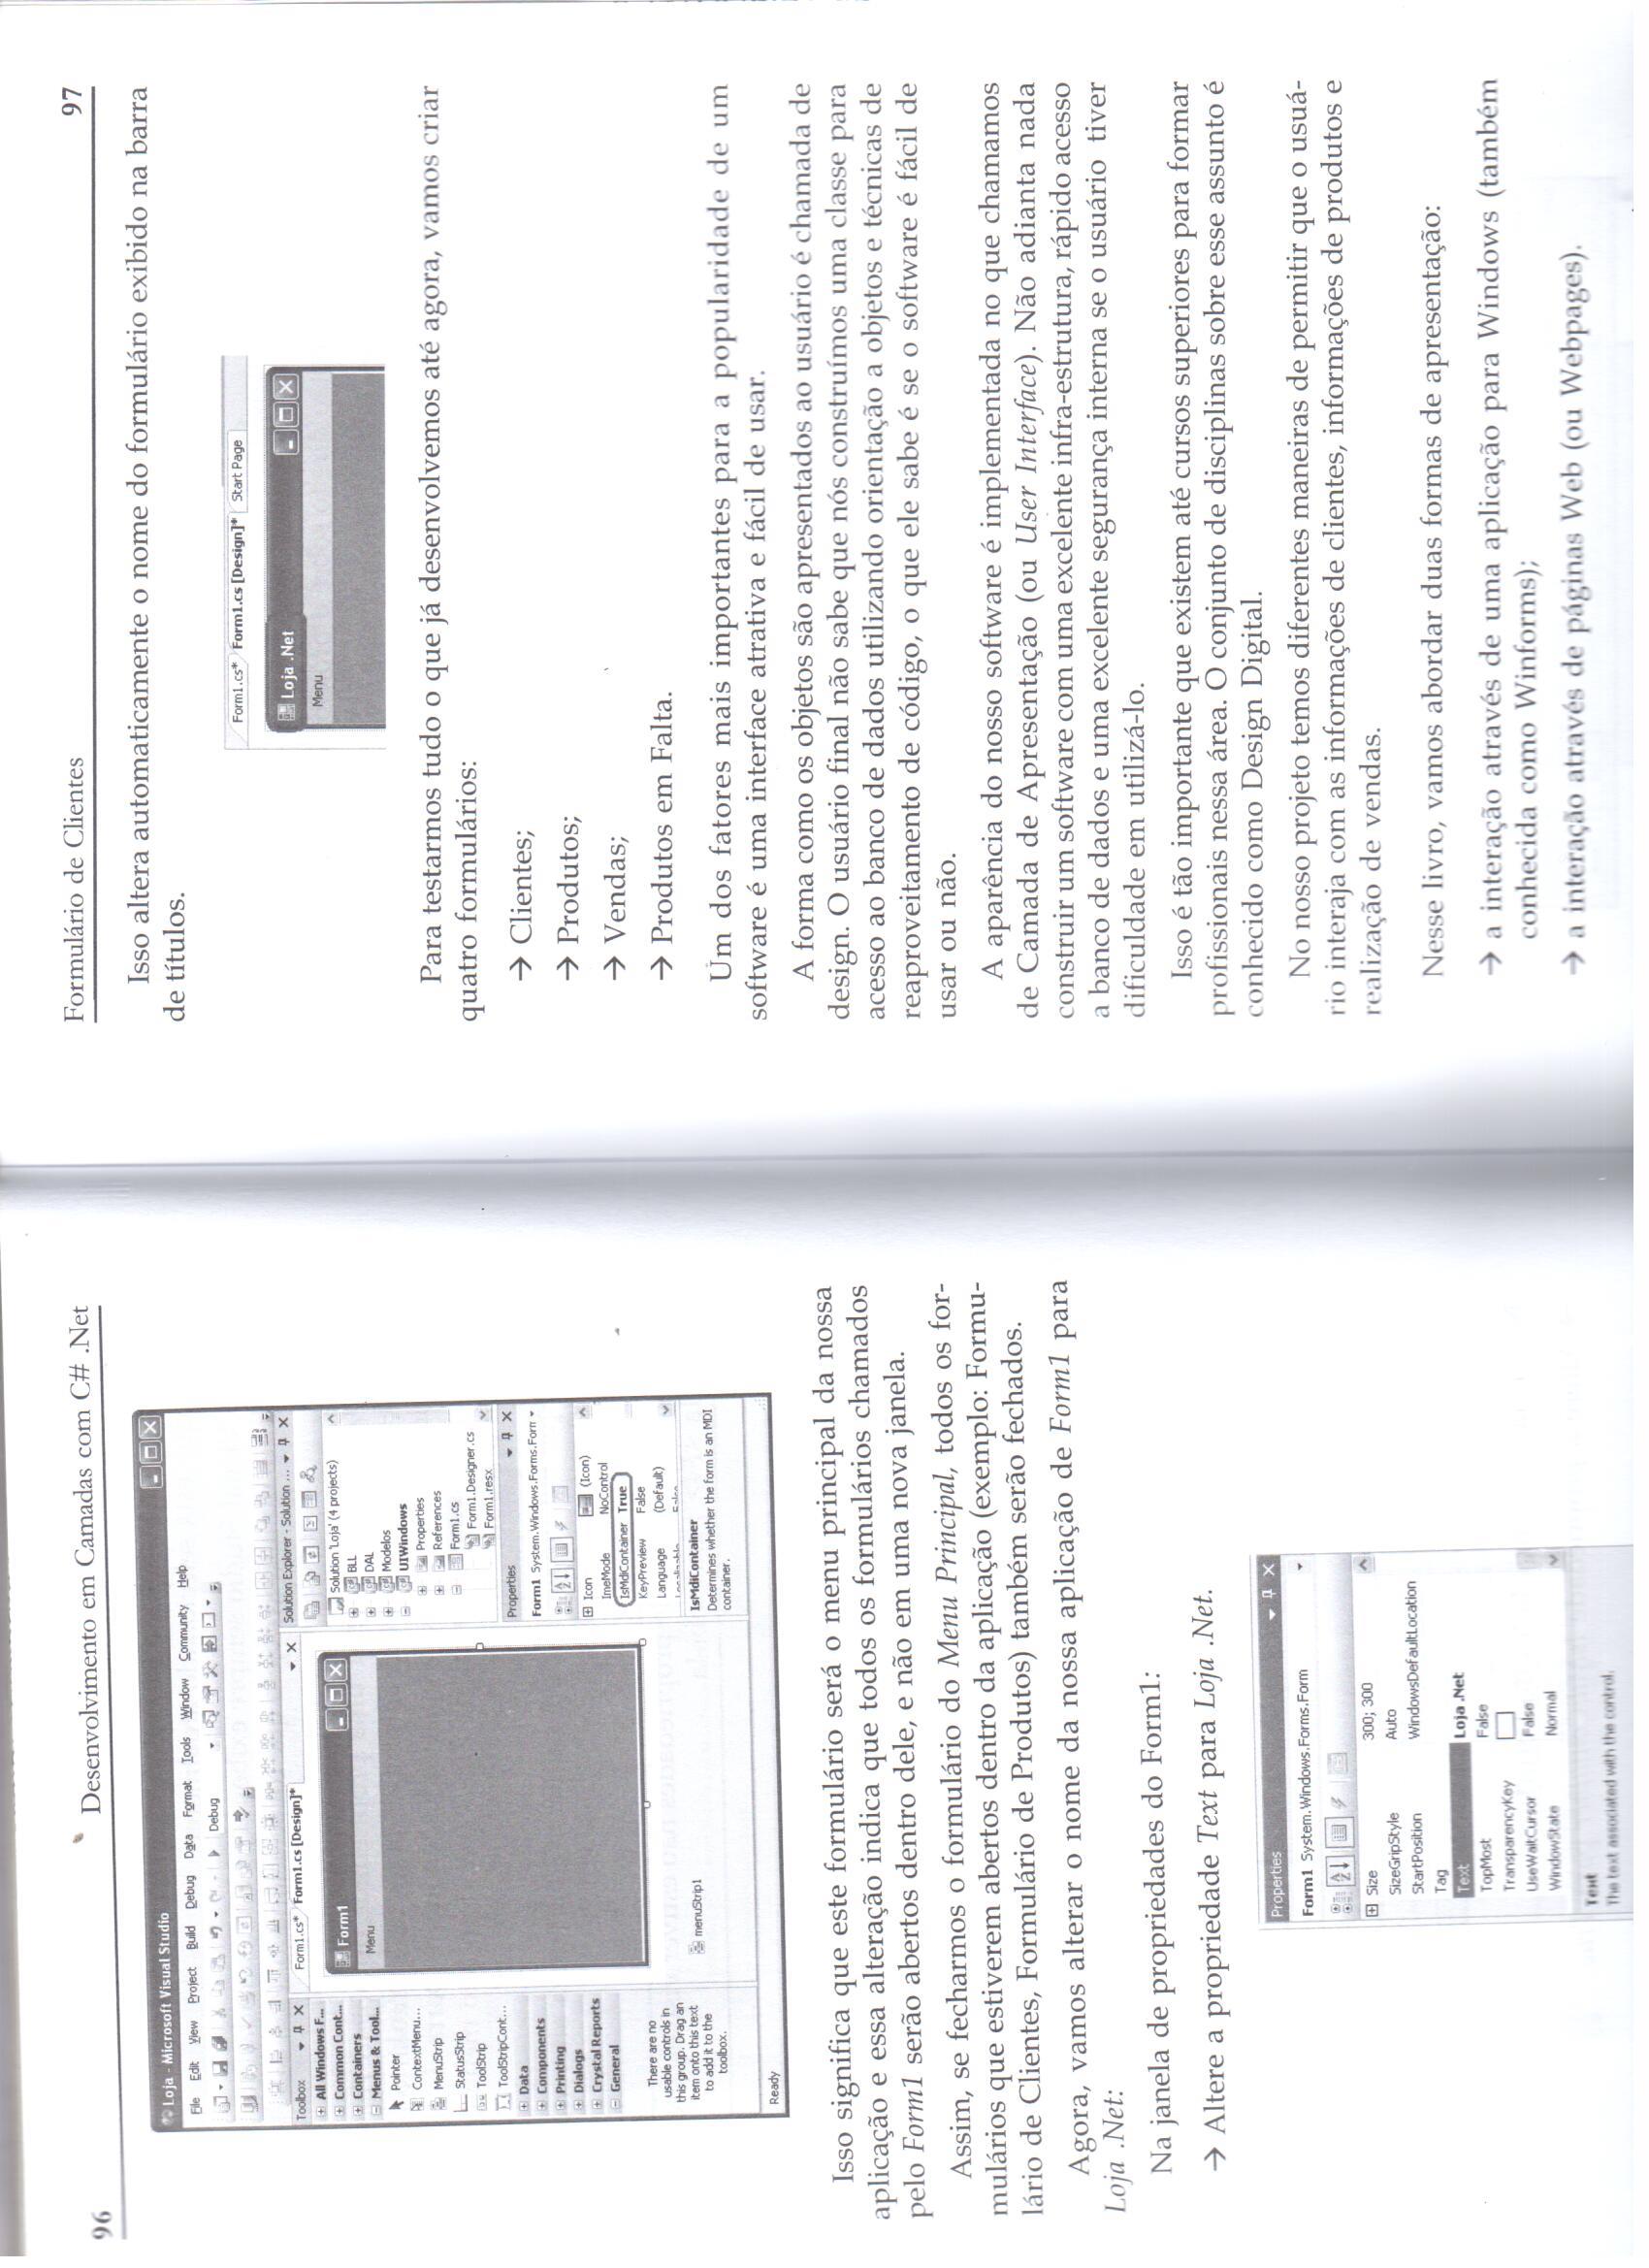 96
Desenvolvimento em Camadas com C# .Net
Loja - Microsoft Visual Studio
File Edit View Project Build Debug Data Format Tools Window Community Help
Debug
Toolbox
All Windows F...
Common Cont...
Containers
Menus & Tool...
Pointer
ContextMenu...
MenuStrip
StatusStrip
ToolStrip
ToolStripCont...
Data
Components
Printing
Dialogs
Crystal Reports
General
There are no
usable controls in
this group. Drag an
item onto this text
to add it to the
toolbox.
Form1.cs* Form1.cs [Design]*
Form1
Menu
menuStrip1
Solution Explorer - Solution ...
Solution 'Loja' (4 projects)
BLL
DAL
Modelos
UIWindows
Properties
References
Form1.cs
Form1.Designer.cs
Form1.resx
Properties
Form1 System.Windows.Forms.Form
Icon (Icon)
ImeMode NoControl
IsMdiContainer True
KeyPreview False
Language (Default)
IsMdiContainer
Determines whether the form is an MDI
container.
Ready
Isso significa que este formulário será o menu principal da nossa
aplicação e essa alteração indica que todos os formulários chamados
pelo Form1 serão abertos dentro dele, e não em uma nova janela.
Assim, se fecharmos o formulário do Menu Principal, todos os for-
mulários que estiverem abertos dentro da aplicação (exemplo: Formu-
lário de Clientes, Formulário de Produtos) também serão fechados.
Agora, vamos alterar o nome da nossa aplicação de Form1 para
Loja .Net:
Na janela de propriedades do Form1:
→ Altere a propriedade Text para Loja .Net.
Properties
Form1 System.Windows.Forms.Form
Size 300; 300
SizeGripStyle Auto
StartPosition WindowsDefaultLocation
Tag
Text Loja .Net
TopMost False
TransparencyKey
UseWaitCursor False
WindowState Normal
Text
The text associated with the control.
Formulário de Clientes
97
Isso altera automaticamente o nome do formulário exibido na barra
de títulos.
Form1.cs* Form1.cs [Design]* Start Page
Loja .Net
Menu
Para testarmos tudo o que já desenvolvemos até agora, vamos criar
quatro formulários:
→ Clientes;
→ Produtos;
→ Vendas;
→ Produtos em Falta.
Um dos fatores mais importantes para a popularidade de um
software é uma interface atrativa e fácil de usar.
A forma como os objetos são apresentados ao usuário é chamada de
design. O usuário final não sabe que nós construímos uma classe para
acesso ao banco de dados utilizando orientação a objetos e técnicas de
reaproveitamento de código, o que ele sabe é se o software é fácil de
usar ou não.
A aparência do nosso software é implementada no que chamamos
de Camada de Apresentação (ou User Interface). Não adianta nada
construir um software com uma excelente infra-estrutura, rápido acesso
a banco de dados e uma excelente segurança interna se o usuário tiver
dificuldade em utilizá-lo.
Isso é tão importante que existem até cursos superiores para formar
profissionais nessa área. O conjunto de disciplinas sobre esse assunto é
conhecido como Design Digital.
No nosso projeto temos diferentes maneiras de permitir que o usuá-
rio interaja com as informações de clientes, informações de produtos e
realização de vendas.
Nesse livro, vamos abordar duas formas de apresentação:
→ a interação através de uma aplicação para Windows (também
conhecida como Winforms);
→ a interação através de páginas Web (ou Webpages).